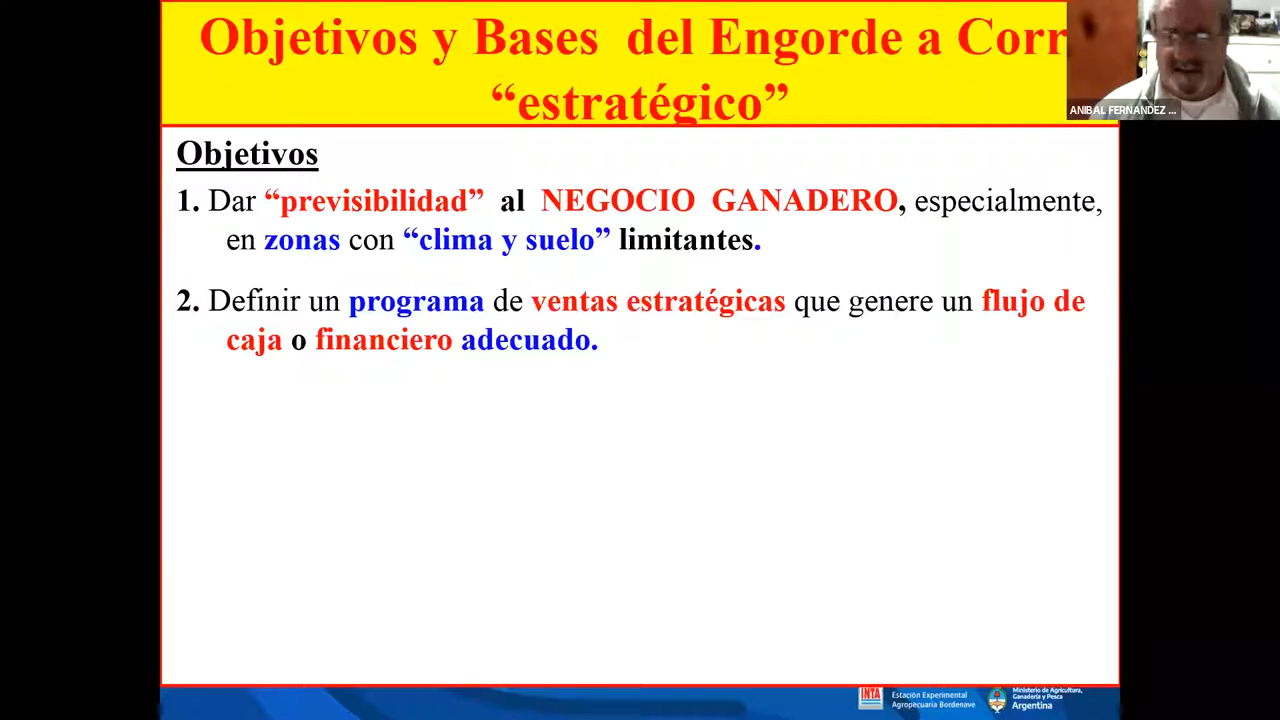 Objetivos y Bases del Engorde a Corr
“estratégico”
ANIBAL FERNANDEZ ...
Objetivos
1. Dar “previsibilidad” al NEGOCIO GANADERO, especialmente,
en zonas con “clima y suelo” limitantes.
2. Definir un programa de ventas estratégicas que genere un flujo de
caja o financiero adecuado.
INTA
Estación Experimental
Agropecuaria Bordenave
Ministerio de Agricultura,
Ganadería y Pesca
Argentina